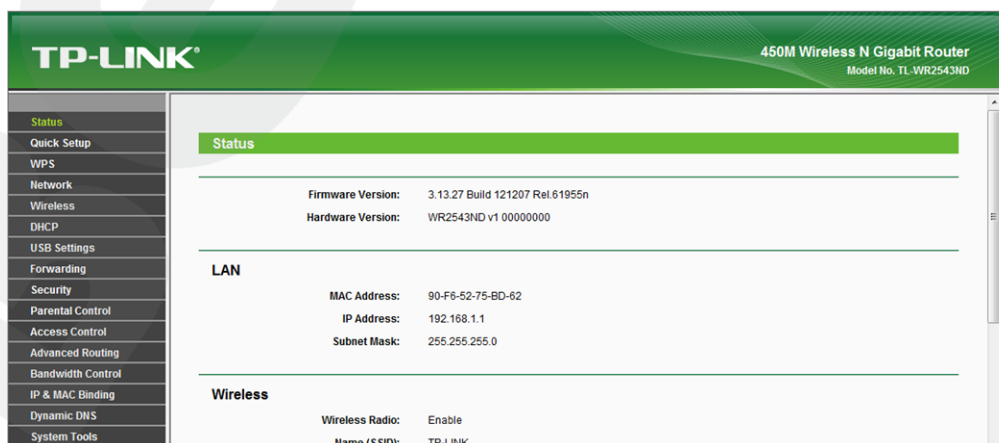 TP-LINK®
450M Wireless N Gigabit Router
Model No. TL-WR2543ND
Status
Quick Setup
WPS
Network
Wireless
DHCP
USB Settings
Forwarding
Security
Parental Control
Access Control
Advanced Routing
Bandwidth Control
IP & MAC Binding
Dynamic DNS
System Tools
Status
Firmware Version: 3.13.27 Build 121207 Rel.61955n
Hardware Version: WR2543ND v1 00000000
LAN
MAC Address: 90-F6-52-75-BD-62
IP Address: 192.168.1.1
Subnet Mask: 255.255.255.0
Wireless
Wireless Radio: Enable
Name (SSID): TP-LINK